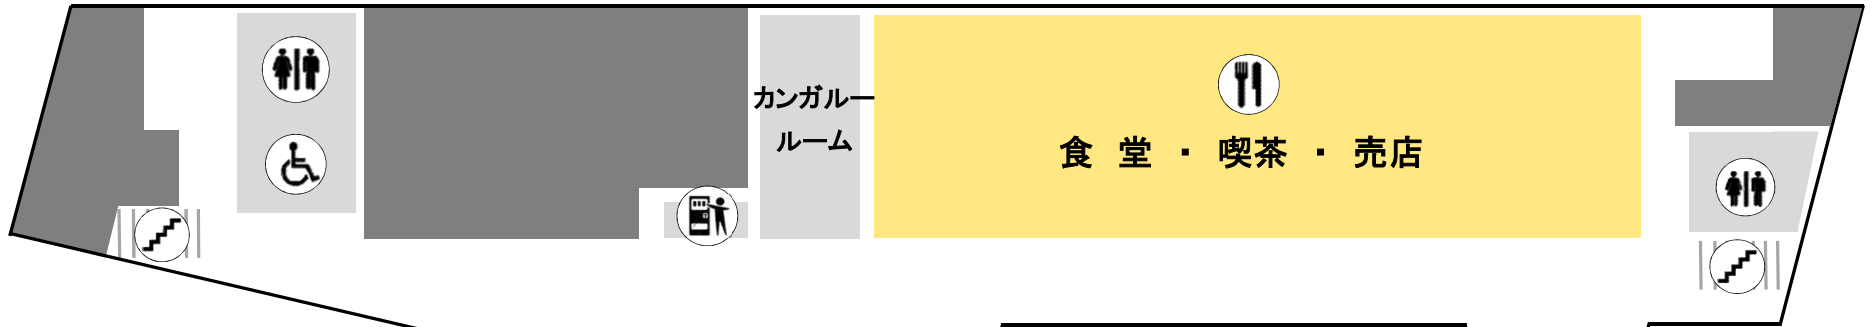 カンガルー
ルーム
食 堂 ・ 喫茶 ・ 売店